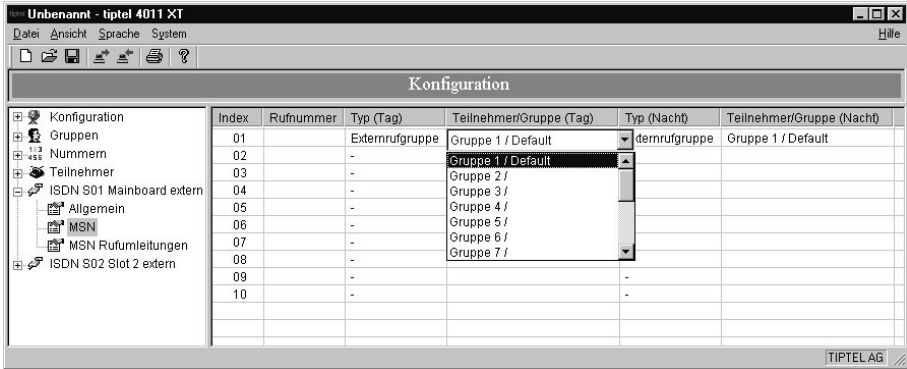 Unbenannt - tiptel 4011 XT
Datei Ansicht Sprache System Hilfe
Konfiguration
Konfiguration
Gruppen
Nummern
Teilnehmer
ISDN S01 Mainboard extern
Allgemein
MSN
MSN Rufumleitungen
ISDN S02 Slot 2 extern
Index Rufnummer Typ (Tag) Teilnehmer/Gruppe (Tag) Typ (Nacht) Teilnehmer/Gruppe (Nacht)
01 Externrufgruppe Gruppe 1 / Default ternrufgruppe Gruppe 1 / Default
02 - Gruppe 1 / Default
03 - Gruppe 2 /
04 - Gruppe 3 /
05 - Gruppe 4 /
06 - Gruppe 5 /
07 - Gruppe 6 /
08 - Gruppe 7 /
09 - -
10 - -
TIPTEL AG